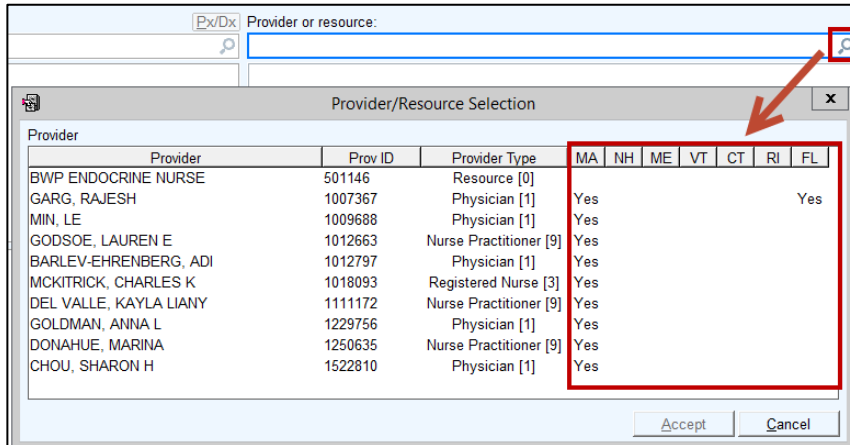 Px/Dx Provider or resource:
Provider/Resource Selection x
Provider
Provider Prov ID Provider Type MA NH ME VT CT RI FL
BWP ENDOCRINE NURSE 501146 Resource [0]
GARG, RAJESH 1007367 Physician [1] Yes Yes
MIN, LE 1009688 Physician [1] Yes
GODSOE, LAUREN E 1012663 Nurse Practitioner [9] Yes
BARLEV-EHRENBERG, ADI 1012797 Physician [1] Yes
MCKITRICK, CHARLES K 1018093 Registered Nurse [3] Yes
DEL VALLE, KAYLA LIANY 1111172 Nurse Practitioner [9] Yes
GOLDMAN, ANNA L 1229756 Physician [1] Yes
DONAHUE, MARINA 1250635 Nurse Practitioner [9] Yes
CHOU, SHARON H 1522810 Physician [1] Yes
Accept Cancel